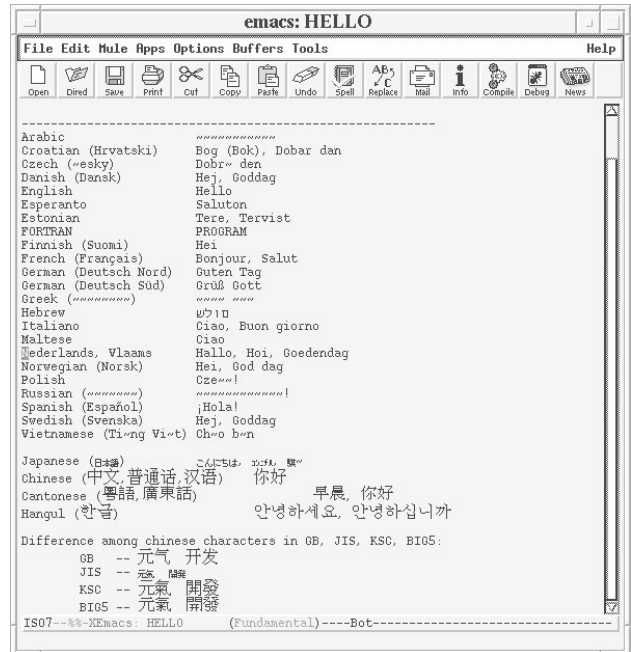 emacs: HELLO
File Edit Mule Apps Options Buffers Tools Help
Open Dired Save Print Cut Copy Paste Undo Spell Replace Mail Info Compile Debug News
----------------------------------------------------------
Arabic ~~~~~~~~~~~
Croatian (Hrvatski) Bog (Bok), Dobar dan
Czech (~esky) Dobr~ den
Danish (Dansk) Hej, Goddag
English Hello
Esperanto Saluton
Estonian Tere, Tervist
FORTRAN PROGRAM
Finnish (Suomi) Hei
French (Français) Bonjour, Salut
German (Deutsch Nord) Guten Tag
German (Deutsch Süd) Grüß Gott
Greek (~~~~~~~~) ~~~~ ~~~
Hebrew םולש
Italiano Ciao, Buon giorno
Maltese Ciao
Nederlands, Vlaams Hallo, Hoi, Goedendag
Norwegian (Norsk) Hei, God dag
Polish Cze~~!
Russian (~~~~~~~) ~~~~~~~~~~~~!
Spanish (Español) ¡Hola!
Swedish (Svenska) Hej, Goddag
Vietnamese (Ti~ng Vi~t) Ch~o b~n
Japanese (日本語) こんにちは,
Chinese (中文,普通话,汉语) 你好
Cantonese (粵語,廣東話) 早晨, 你好
Hangul (한글) 안녕하세요, 안녕하십니까
Difference among chinese characters in GB, JIS, KSC, BIG5:
GB -- 元气 开发
JIS -- 元気 開発
KSC -- 元氣 開發
BIG5 -- 元氣 開發
ISO7--%%-XEmacs: HELLO (Fundamental)----Bot------------------------------